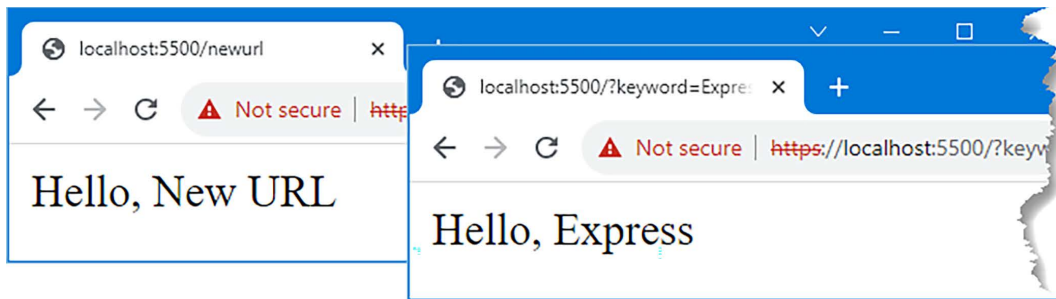 localhost:5500/newurl
Not secure
Hello, New URL
localhost:5500/?keyword=Expre
Not secure https://localhost:5500/?keyw
Hello, Express